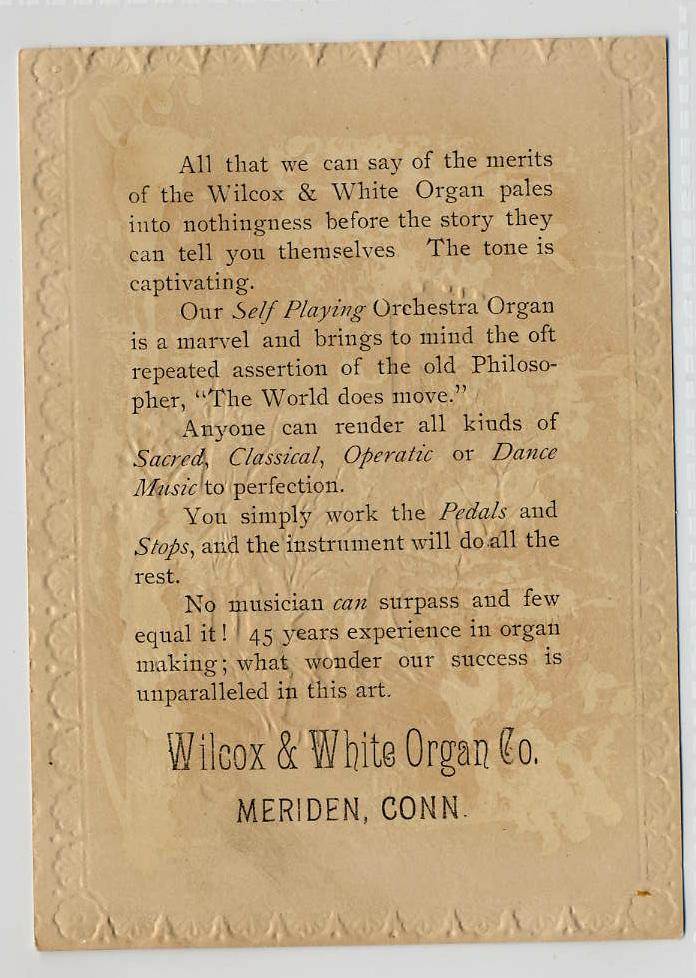 All that we can say of the merits
of the Wilcox & White Organ pales
into nothingness before the story they
can tell you themselves The tone is
captivating.
Our Self Playing Orchestra Organ
is a marvel and brings to mind the oft
repeated assertion of the old Philoso-
pher, “The World does move.”
Anyone can render all kinds of
Sacred, Classical, Operatic or Dance
Music to perfection.
You simply work the Pedals and
Stops, and the instrument will do all the
rest.
No musician can surpass and few
equal it! 45 years experience in organ
making; what wonder our success is
unparalleled in this art.
Wilcox & White Organ Co.
MERIDEN, CONN.